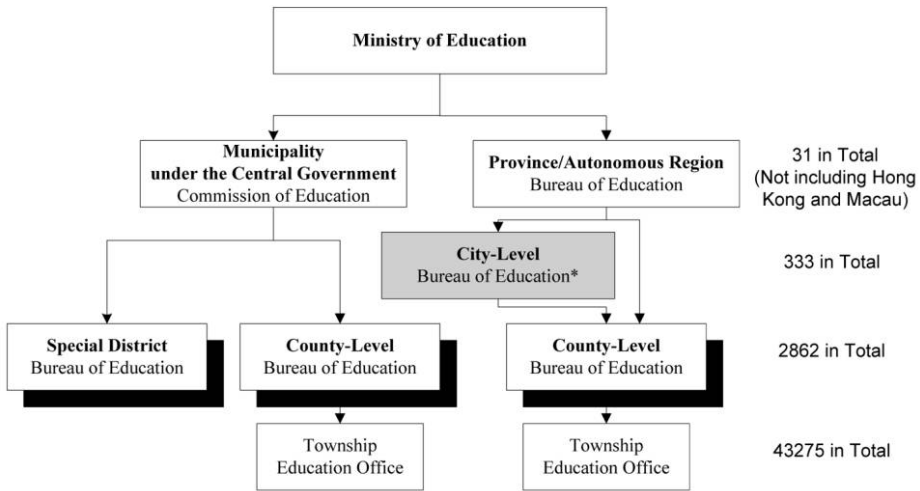 Ministry of Education
Municipality
under the Central Government
Commission of Education
Province/Autonomous Region
Bureau of Education
31 in Total
(Not including Hong
Kong and Macau)
City-Level
Bureau of Education*
333 in Total
Special District
Bureau of Education
County-Level
Bureau of Education
County-Level
Bureau of Education
2862 in Total
Township
Education Office
Township
Education Office
43275 in Total